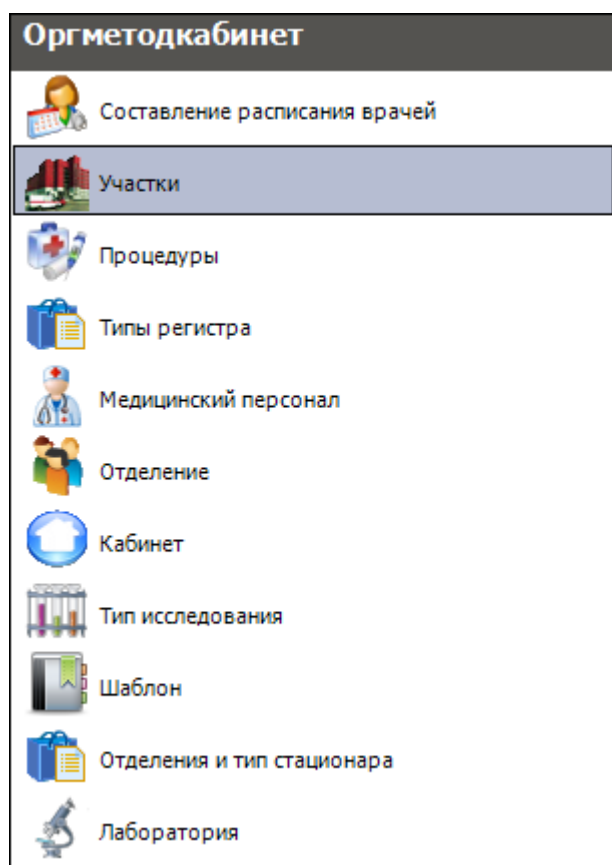 Оргметодкабинет
Составление расписания врачей
Участки
Процедуры
Типы регистра
Медицинский персонал
Отделение
Кабинет
Тип исследования
Шаблон
Отделения и тип стационара
Лаборатория